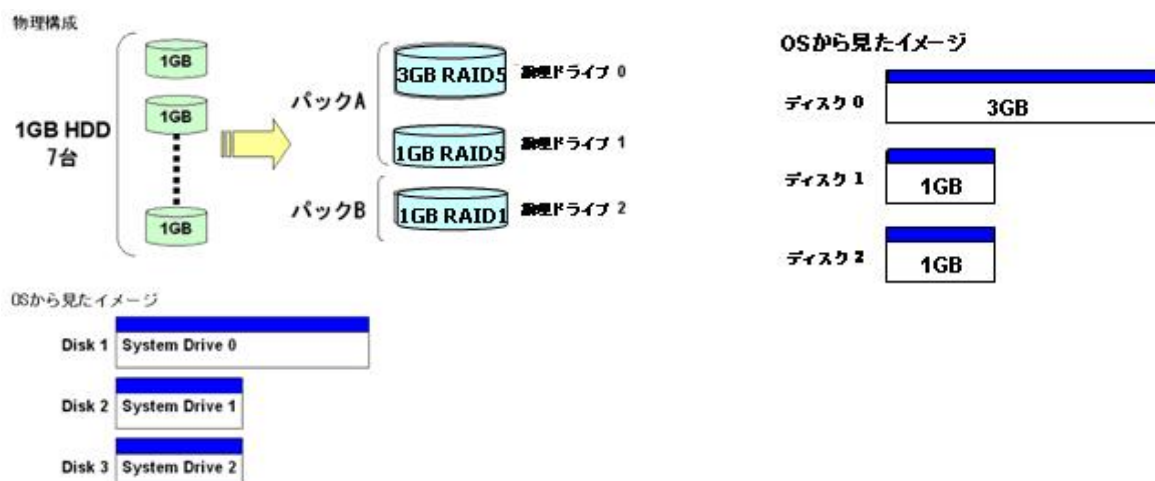 物理構成
1GB
1GB
1GB
1GB HDD
7台
パックA
パックB
3GB RAID5
論理ドライブ 0
1GB RAID5
論理ドライブ 1
1GB RAID1
論理ドライブ 2
OSから見たイメージ
ディスク 0
3GB
ディスク 1
1GB
ディスク 2
1GB
OSから見たイメージ
Disk 1 System Drive 0
Disk 2 System Drive 1
Disk 3 System Drive 2